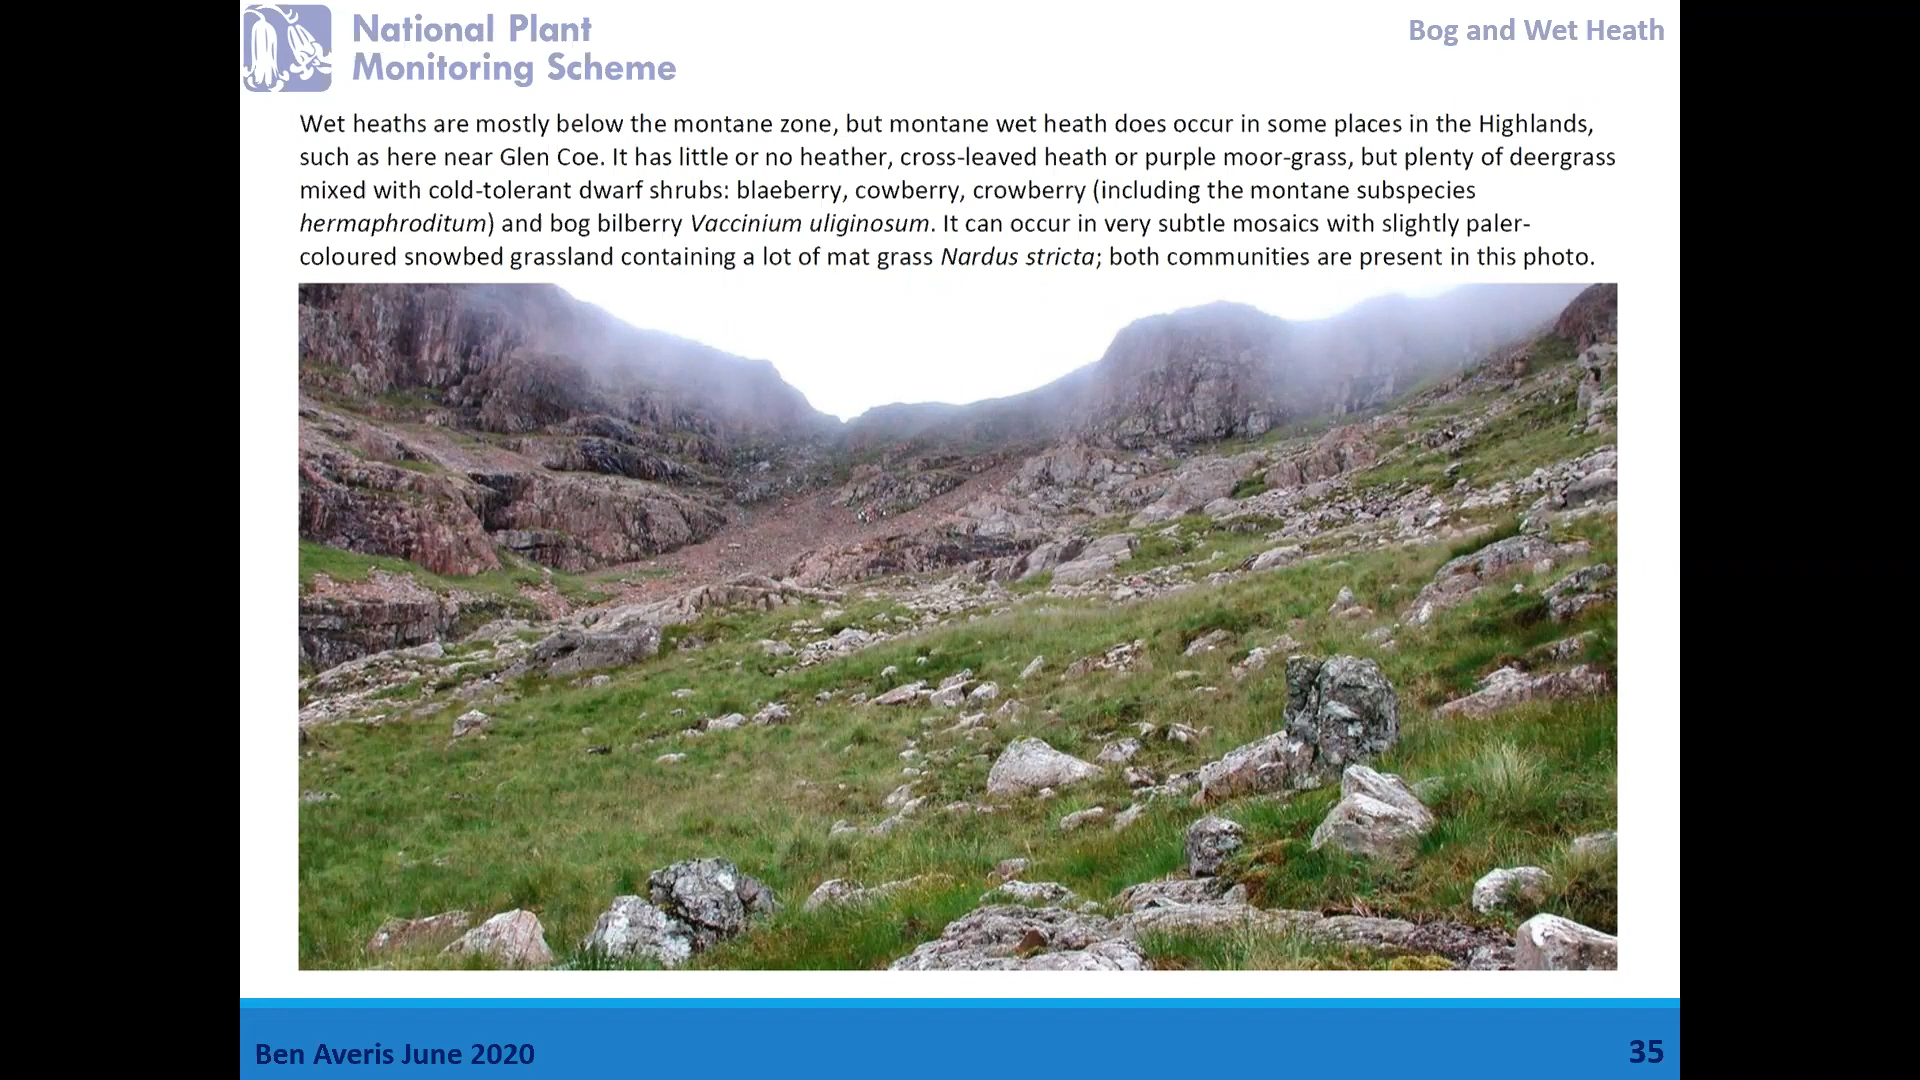 National Plant
Monitoring Scheme
Bog and Wet Heath
Wet heaths are mostly below the montane zone, but montane wet heath does occur in some places in the Highlands,
such as here near Glen Coe. It has little or no heather, cross-leaved heath or purple moor-grass, but plenty of deergrass
mixed with cold-tolerant dwarf shrubs: blaeberry, cowberry, crowberry (including the montane subspecies
hermaphroditum) and bog bilberry Vaccinium uliginosum. It can occur in very subtle mosaics with slightly paler-
coloured snowbed grassland containing a lot of mat grass Nardus stricta; both communities are present in this photo.
Ben Averis June 2020
35